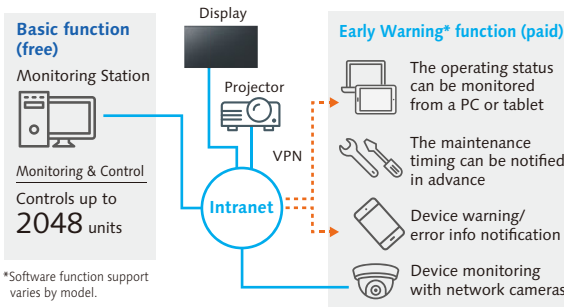 Basic function
(free)
Monitoring Station
Monitoring & Control
Controls up to
2048 units
*Software function support
varies by model.
Display
Projector
VPN
Intranet
Early Warning* function (paid)
The operating status
can be monitored
from a PC or tablet
The maintenance
timing can be notified
in advance
Device warning/
error info notification
Device monitoring
with network cameras